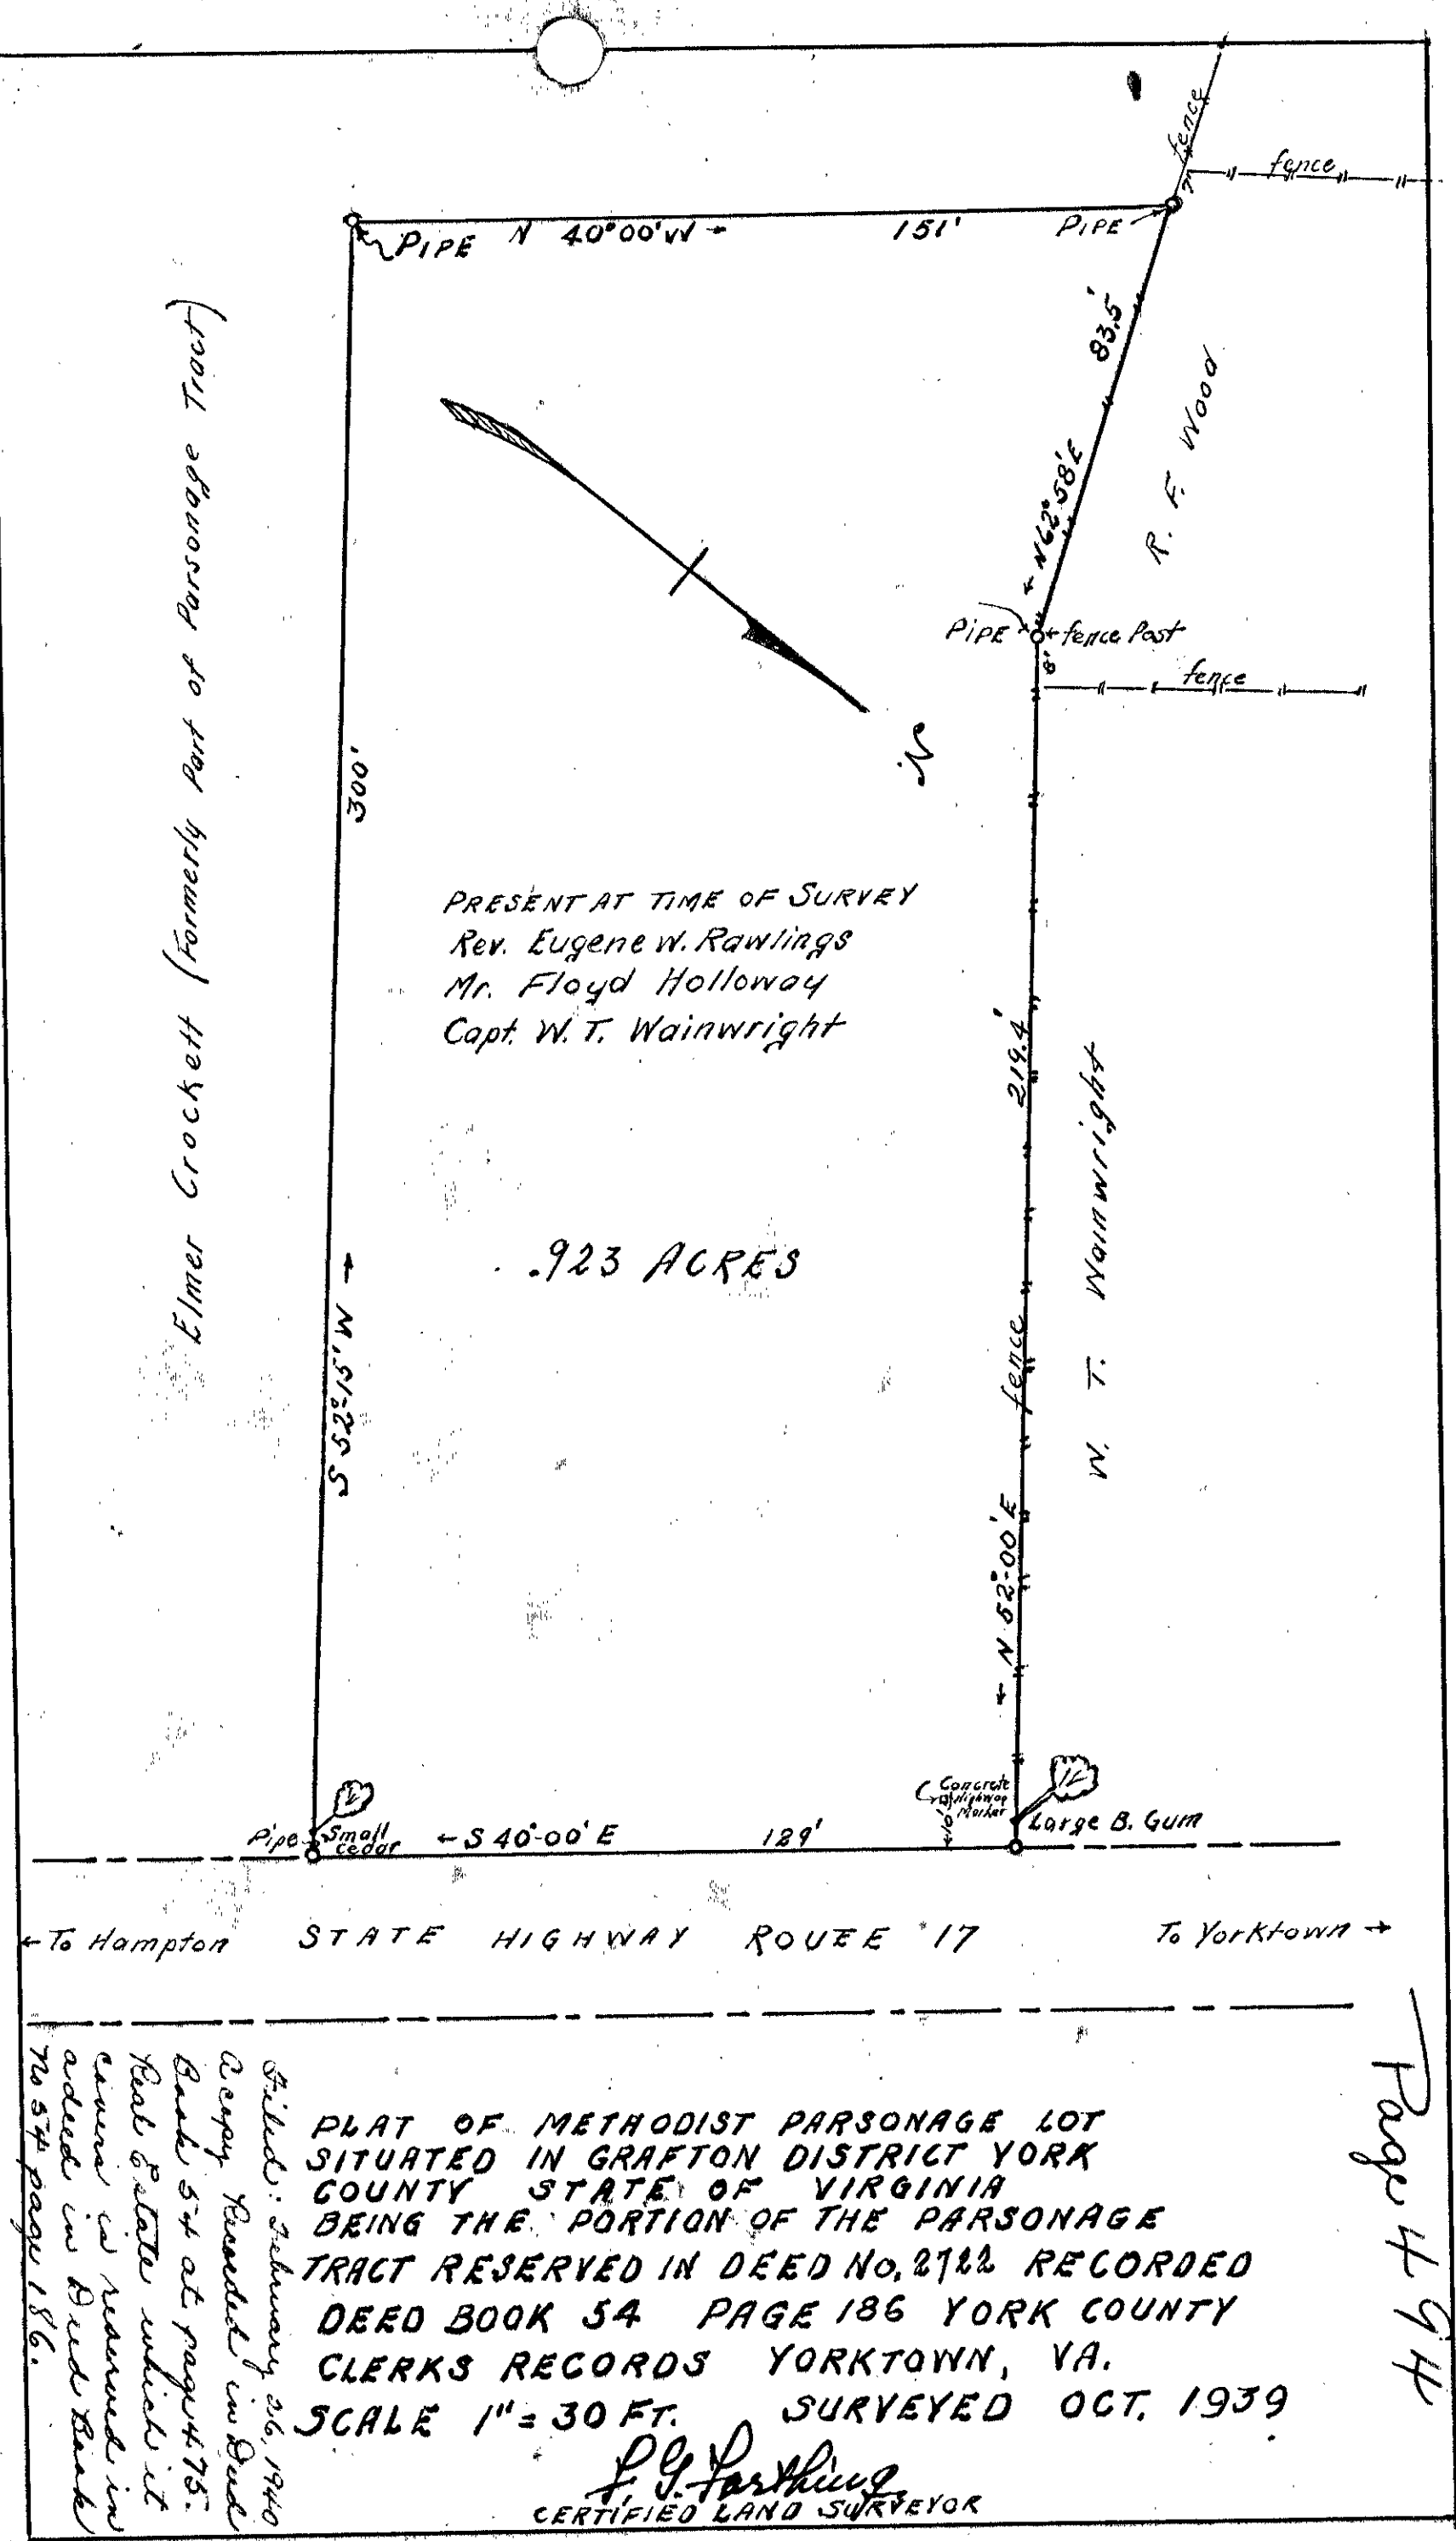 fence
fence
PIPE N 40°00'W → 151' PIPE
7'
83.5'
N 62°58'E
R. F. Wood
Elmer Crockett (Formerly Part of Parsonage Tract)
300'
S 52°-15' W →
N
PIPE
fence Post
8'
fence
PRESENT AT TIME OF SURVEY
Rev. Eugene W. Rawlings
Mr. Floyd Holloway
Capt. W. T. Wainwright
219.4'
W. T. Wainwright
.923 ACRES
fence
← N 52°-00'E
Concrete
Highway
Marker
10'
Large B. Gum
Pipe
Small
Cedar
← S 40°-00' E 129'
← To Hampton STATE HIGHWAY ROUTE 17 To Yorktown →
Page 494
Filed: February 26, 1940
a copy Recorded in Deed
Book 54 at page 475.
Real Estate which it
covers is reserved in
a deed in Deed Book
No 54 page 186.
PLAT OF METHODIST PARSONAGE LOT
SITUATED IN GRAFTON DISTRICT YORK
COUNTY STATE OF VIRGINIA
BEING THE PORTION OF THE PARSONAGE
TRACT RESERVED IN DEED No. 2722 RECORDED
DEED BOOK 54 PAGE 186 YORK COUNTY
CLERKS RECORDS YORKTOWN, VA.
SCALE 1" = 30 FT. SURVEYED OCT. 1939
F. G. Farthing
CERTIFIED LAND SURVEYOR